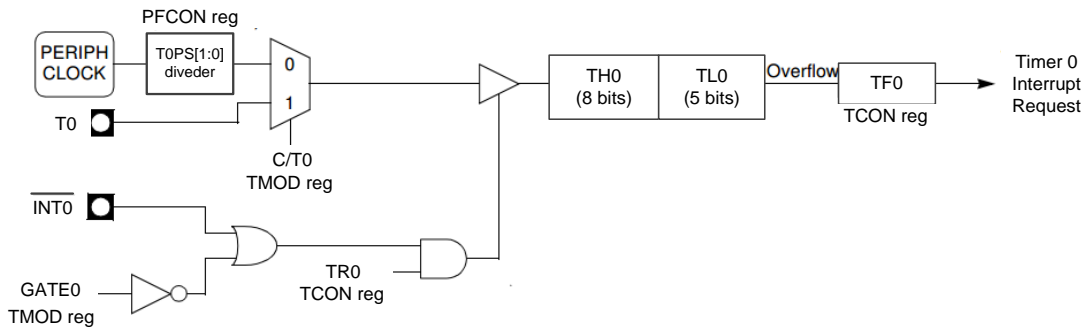 PFCON reg
PERIPH
CLOCK
T0PS[1:0]
diveder
0
1
T0
C/T0
TMOD reg
TH0
(8 bits)
TL0
(5 bits)
Overflow
TF0
TCON reg
Timer 0
Interrupt
Request
INT0
GATE0
TMOD reg
TR0
TCON reg